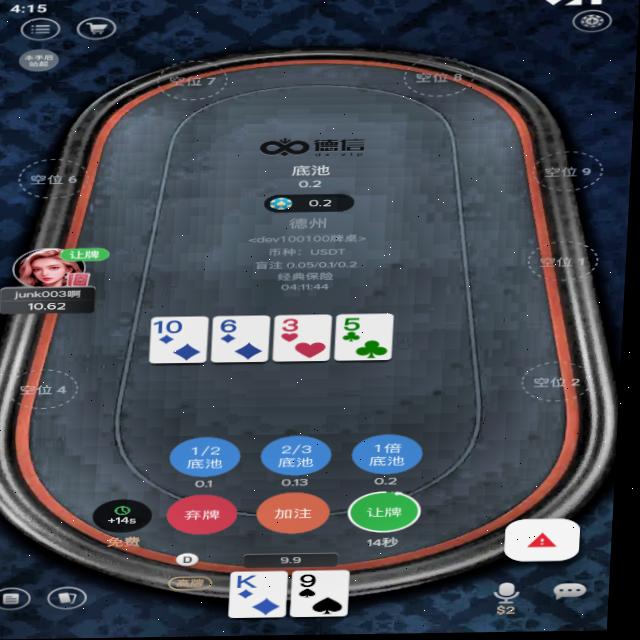 4:15
本手后
站起
空位 7
空位 8
德信
dx.vip
底池
0.2
0.2
空位 6
空位 9
德州
<dev100100牌桌>
币种: USDT
盲注 0.05/0.1/0.2
经典保险
04:11:44
空位 1
让牌
junk003啊
10.62
10
6
3
5
空位 4
空位 2
1/2
底池
2/3
底池
1倍
底池
0.1
0.13
0.2
+14s
弃牌
加注
让牌
免费
14秒
D
9.9
高牌
K
9
$2